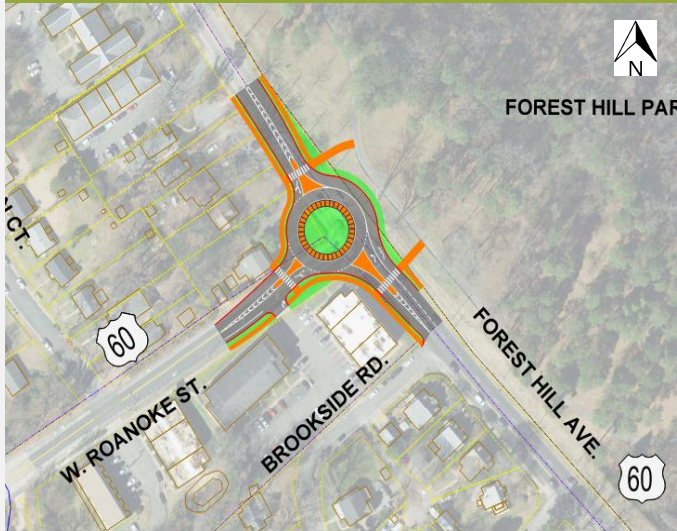 N
FOREST HILL PAR
CT.
60
FOREST HILL AVE.
W. ROANOKE ST.
BROOKSIDE RD.
60